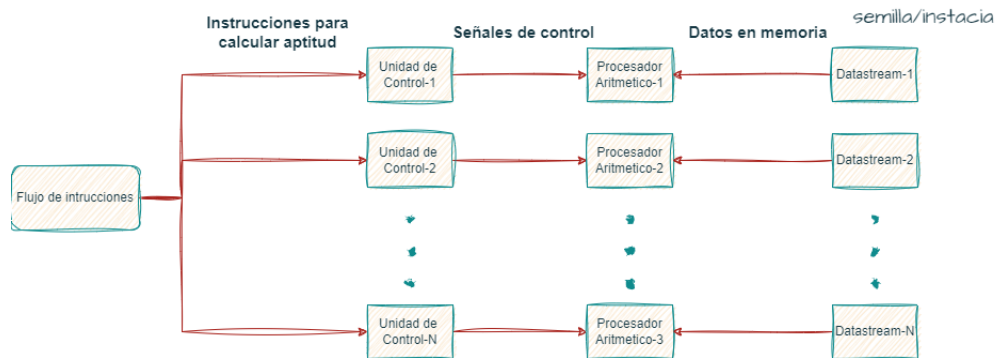 semilla/instacia
Instrucciones para
calcular aptitud
Señales de control
Datos en memoria
Unidad de
Control-1
Procesador
Aritmetico-1
Datastream-1
Unidad de
Control-2
Procesador
Aritmetico-2
Datastream-2
Flujo de intrucciones
Unidad de
Control-N
Procesador
Aritmetico-3
Datastream-N